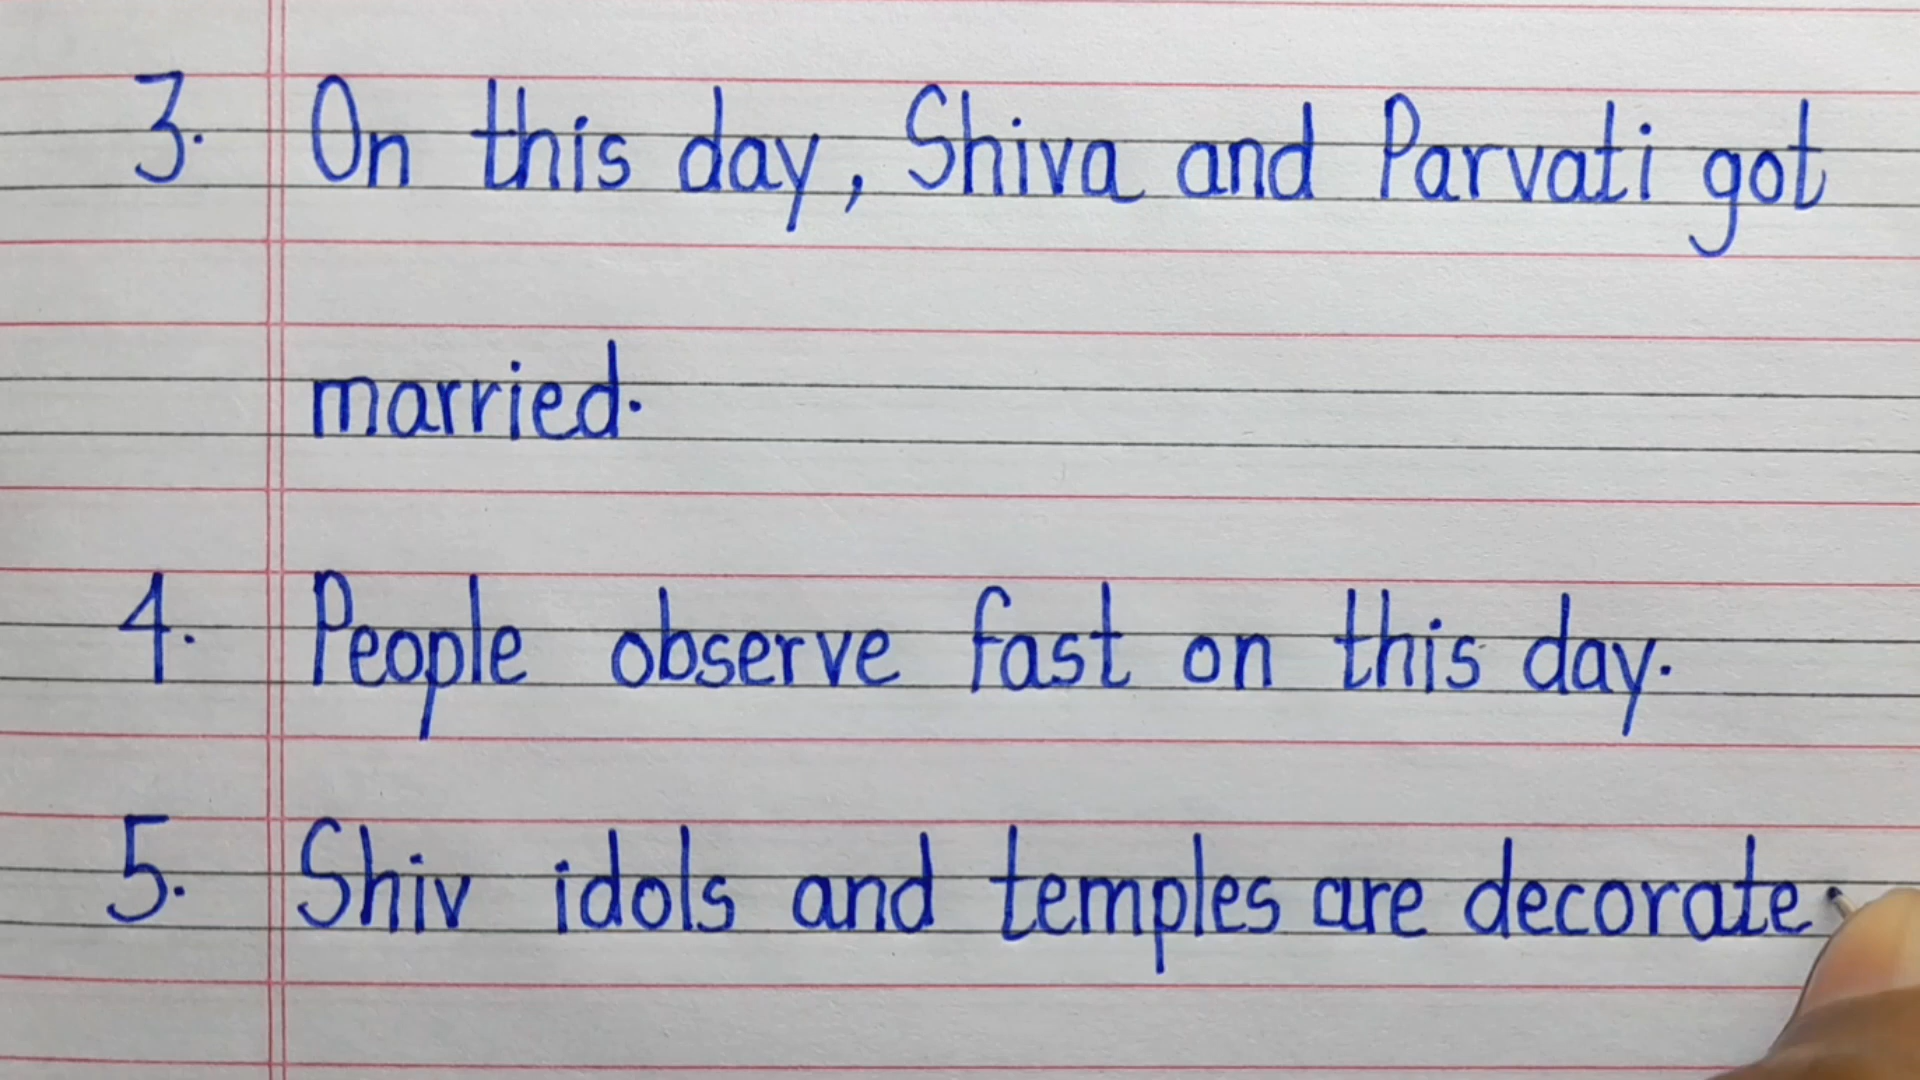 3. On this day, Shiva and Parvati got
married.
4. People observe fast on this day.
5. Shiv idols and temples are decorate